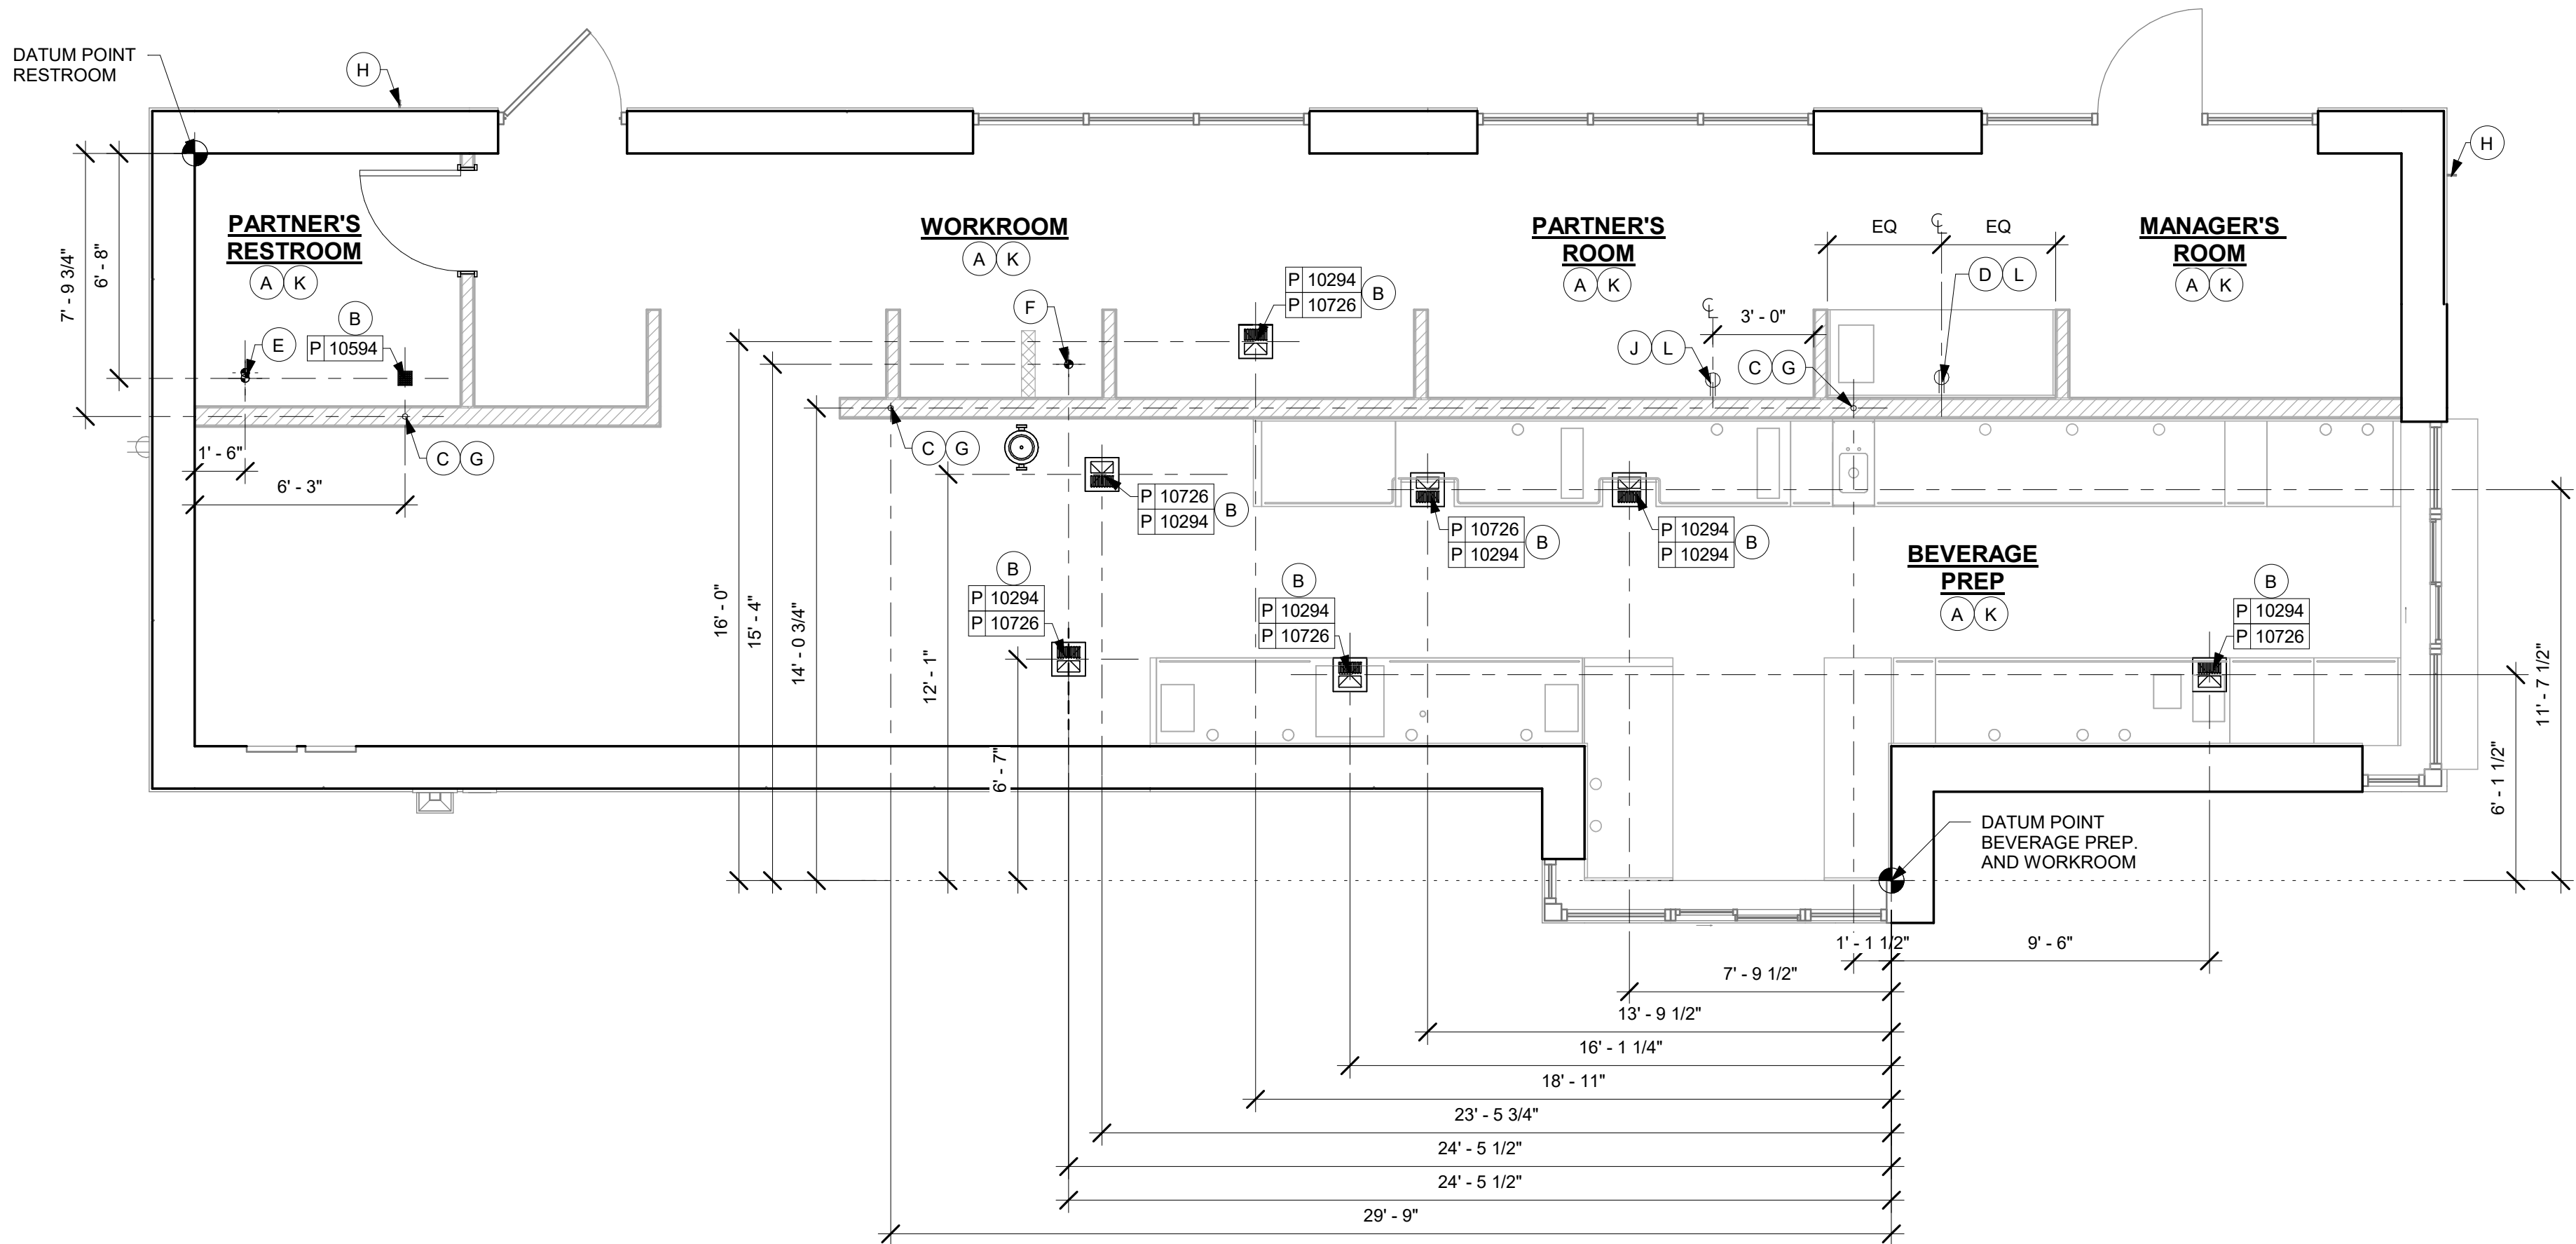 DATUM POINT
RESTROOM
H
H
PARTNER'S
RESTROOM
A K
WORKROOM
A K
PARTNER'S
ROOM
A K
EQ
℄
EQ
MANAGER'S
ROOM
A K
D L
7' - 9 3/4"
6' - 8"
E
B
P 10594
F
P 10294
P 10726
B
℄
3' - 0"
J L
C G
1' - 6"
6' - 3"
C G
C G
P 10726
P 10294
B
P 10726
P 10294
B
P 10294
P 10294
B
BEVERAGE
PREP
A K
B
P 10294
P 10726
B
P 10294
P 10726
B
P 10294
P 10726
16' - 0"
15' - 4"
14' - 0 3/4"
12' - 1"
6' - 7"
11' - 7 1/2"
6' - 1 1/2"
DATUM POINT
BEVERAGE PREP.
AND WORKROOM
1' - 1 1/2"
9' - 6"
7' - 9 1/2"
13' - 9 1/2"
16' - 1 1/4"
18' - 11"
23' - 5 3/4"
24' - 5 1/2"
24' - 5 1/2"
29' - 9"